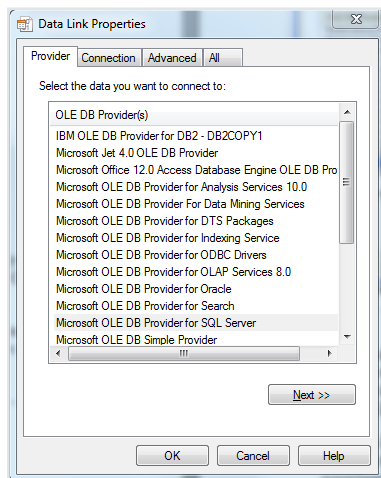 Data Link Properties
Provider Connection Advanced All
Select the data you want to connect to:
OLE DB Provider(s)
IBM OLE DB Provider for DB2 - DB2COPY1
Microsoft Jet 4.0 OLE DB Provider
Microsoft Office 12.0 Access Database Engine OLE DB Pro
Microsoft OLE DB Provider for Analysis Services 10.0
Microsoft OLE DB Provider For Data Mining Services
Microsoft OLE DB Provider for DTS Packages
Microsoft OLE DB Provider for Indexing Service
Microsoft OLE DB Provider for ODBC Drivers
Microsoft OLE DB Provider for OLAP Services 8.0
Microsoft OLE DB Provider for Oracle
Microsoft OLE DB Provider for Search
Microsoft OLE DB Provider for SQL Server
Microsoft OLE DB Simple Provider
Next >>
OK Cancel Help